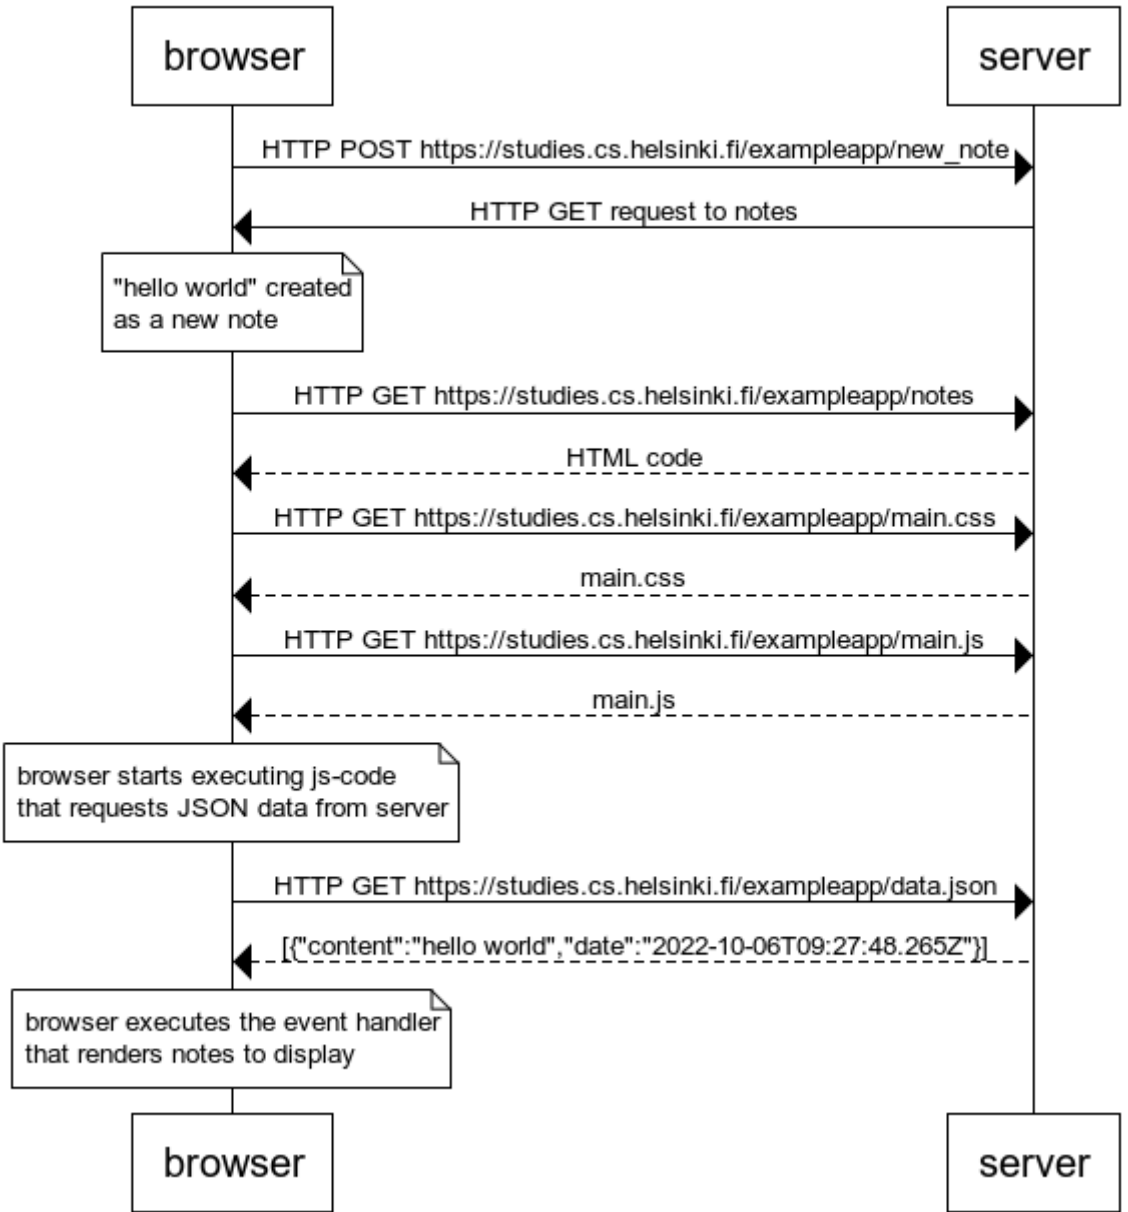 browser
server
HTTP POST https://studies.cs.helsinki.fi/exampleapp/new_note
HTTP GET request to notes
"hello world" created
as a new note
HTTP GET https://studies.cs.helsinki.fi/exampleapp/notes
HTML code
HTTP GET https://studies.cs.helsinki.fi/exampleapp/main.css
main.css
HTTP GET https://studies.cs.helsinki.fi/exampleapp/main.js
main.js
browser starts executing js-code
that requests JSON data from server
HTTP GET https://studies.cs.helsinki.fi/exampleapp/data.json
[{"content":"hello world","date":"2022-10-06T09:27:48.265Z"}]
browser executes the event handler
that renders notes to display
browser
server